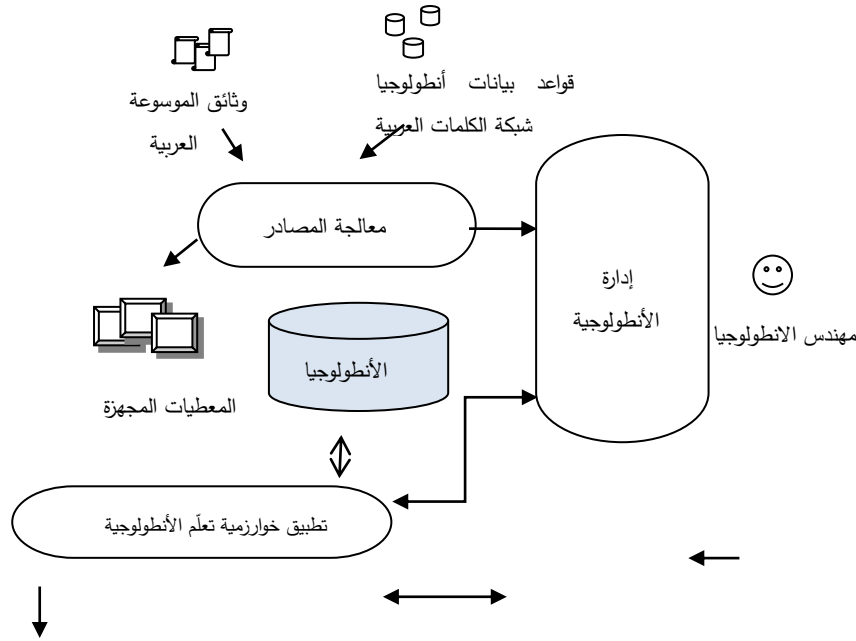 قواعد بيانات أنطولوجيا
شبكة الكلمات العربية
وثائق الموسوعة
العربية
معالجة المصادر
إدارة
الأنطولوجية
مهندس الانطولوجيا
الأنطولوجيا
المعطيات المجهزة
تطبيق خوارزمية تعلّم الأنطولوجية